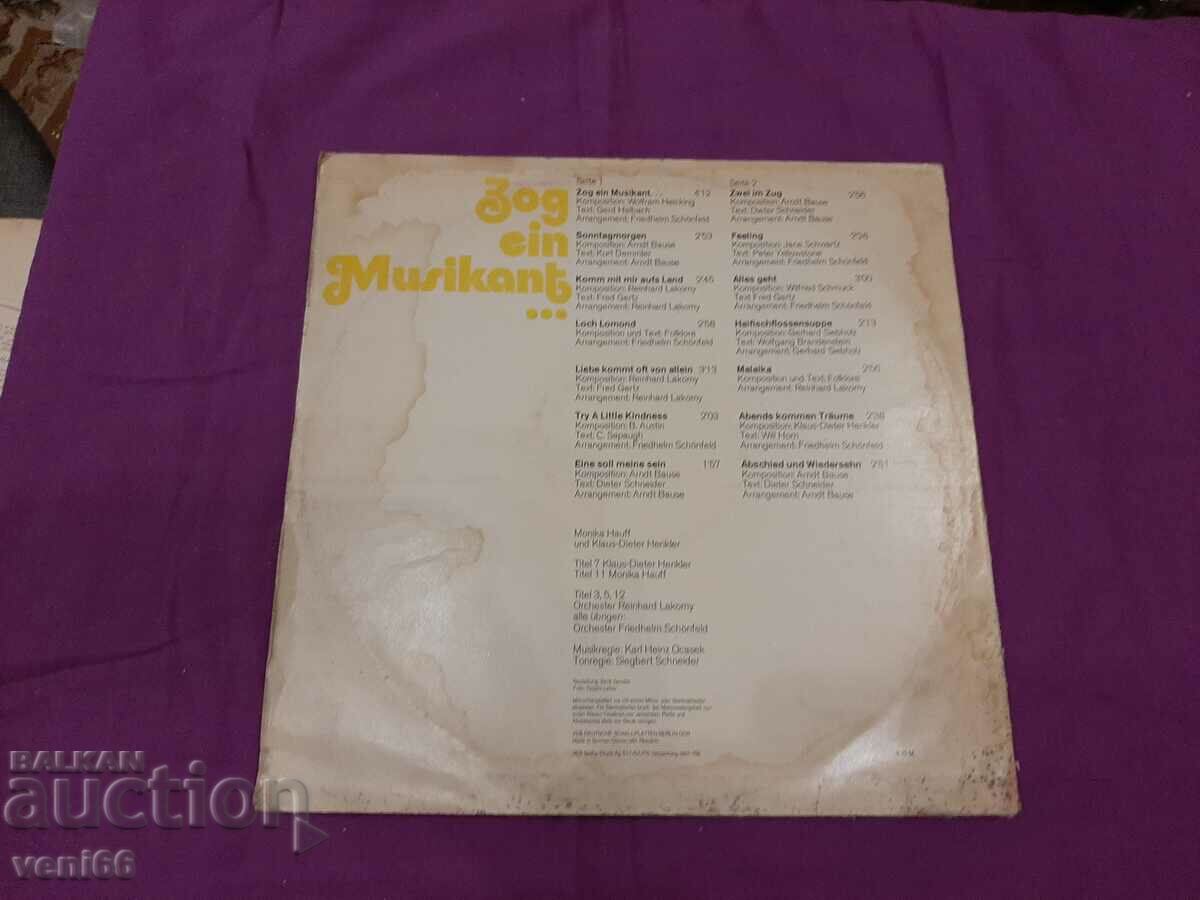 Zog
ein
Musikant
...
Seite 1
Zog ein Musikant... 4'12
Komposition: Wolfram Heicking
Text: Gerd Halbach
Arrangement: Friedhelm Schönfeld
Sonntagmorgen 2'53
Komposition: Arndt Bause
Text: Kurt Demmler
Arrangement: Arndt Bause
Komm mit mir aufs Land 2'45
Komposition: Reinhard Lakomy
Text: Fred Gertz
Arrangement: Reinhard Lakomy
Loch Lomond 2'58
Komposition und Text: Folklore
Arrangement: Friedhelm Schönfeld
Liebe kommt oft von allein 3'13
Komposition: Reinhard Lakomy
Text: Fred Gertz
Arrangement: Reinhard Lakomy
Try A Little Kindness 2'03
Komposition: B. Austin
Text: C. Sapaugh
Arrangement: Friedhelm Schönfeld
Eine soll meine sein 1'57
Komposition: Arndt Bause
Text: Dieter Schneider
Arrangement: Arndt Bause
Seite 2
Zwei im Zug 2'56
Komposition: Arndt Bause
Text: Dieter Schneider
Arrangement: Arndt Bause
Feeling
Komposition: Jack Schwartz
Text: Peter Yellowstone
Arrangement: Friedhelm Schönfeld
Alles geht 3'00
Komposition: Wilfried Schmuck
Text: Fred Gertz
Arrangement: Friedhelm Schönfeld
Haifischflossensuppe 2'13
Komposition: Gerhard Siebholz
Text: Wolfgang Brandenstein
Arrangement: Gerhard Siebholz
Malaika
Komposition und Text: Folklore
Arrangement: Reinhard Lakomy
Abends kommen Träume 2'38
Komposition: Klaus-Dieter Henkler
Text: Will Horn
Arrangement: Friedhelm Schönfeld
Abschied und Wiedersehn 2'51
Komposition: Arndt Bause
Text: Dieter Schneider
Arrangement: Arndt Bause
Monika Hauff
und Klaus-Dieter Henkler
Titel 7 Klaus-Dieter Henkler
Titel 11 Monika Hauff
Titel 3, 5, 12
Orchester Reinhard Lakomy
alle übrigen:
Orchester Friedhelm Schönfeld
Musikregie: Karl Heinz Ocasek
Tonregie: Siegbert Schneider
VEB DEUTSCHE SCHALLPLATTEN BERLIN DDR
BALKAN
auction
veni66